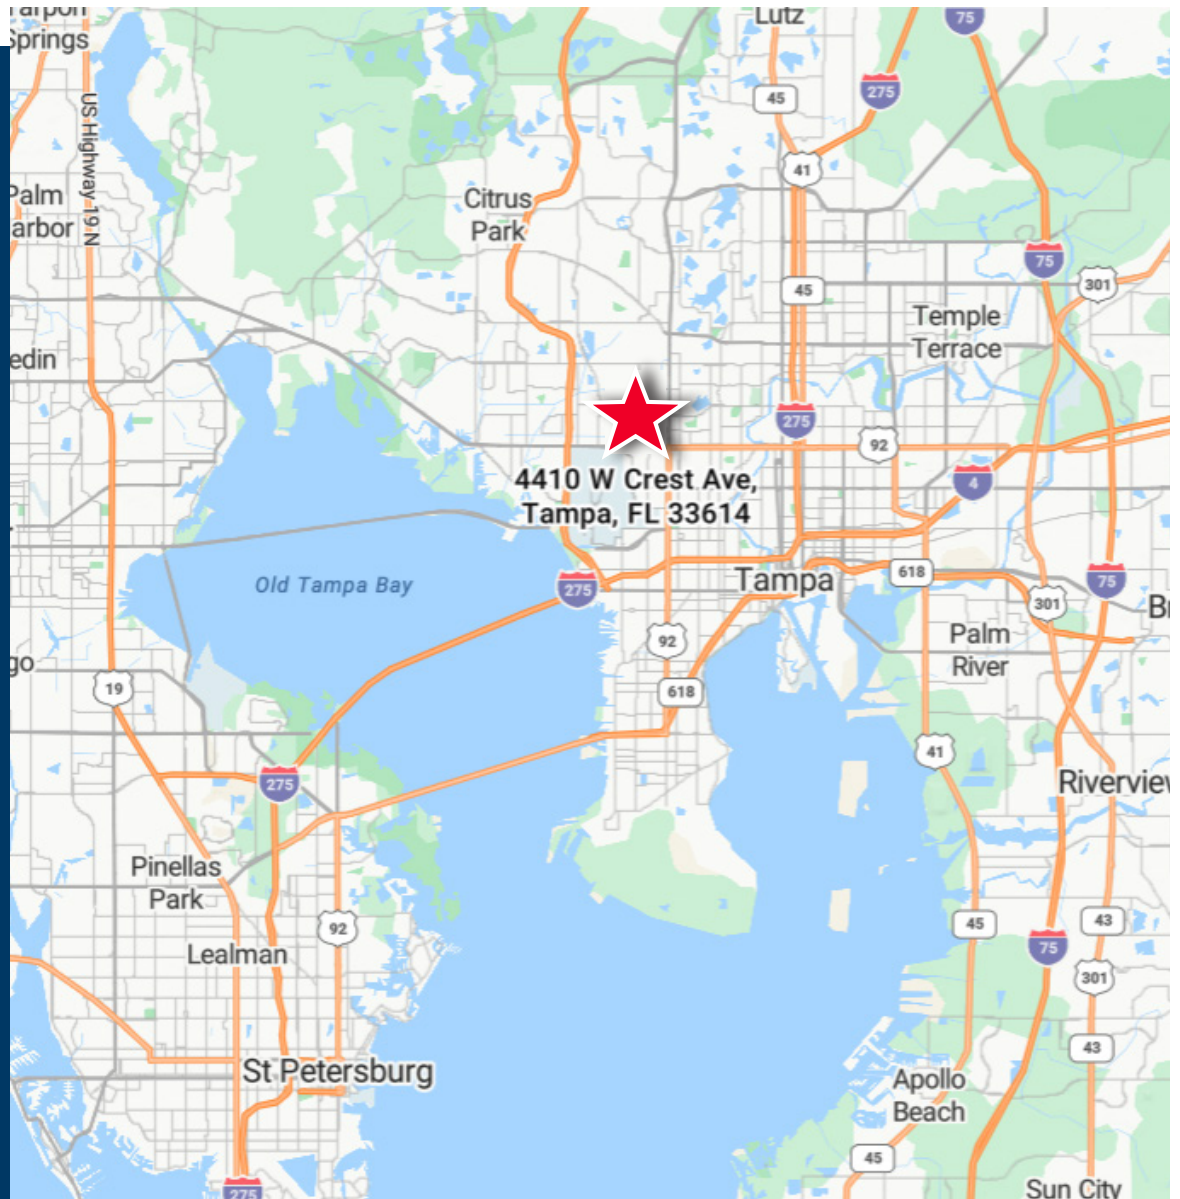 Springs
Lutz
75
45
275
US Highway 19 N
41
Citrus
Park
Palm
arbor
75
45
301
Temple
Terrace
edin
275
92
4410 W Crest Ave,
Tampa, FL 33614
4
Old Tampa Bay
275
Tampa
618
75
301
92
Palm
River
19
618
41
275
Riverview
Pinellas
Park
92
45
43
Lealman
75
301
43
St Petersburg
Apollo
Beach
45
275
Sun City